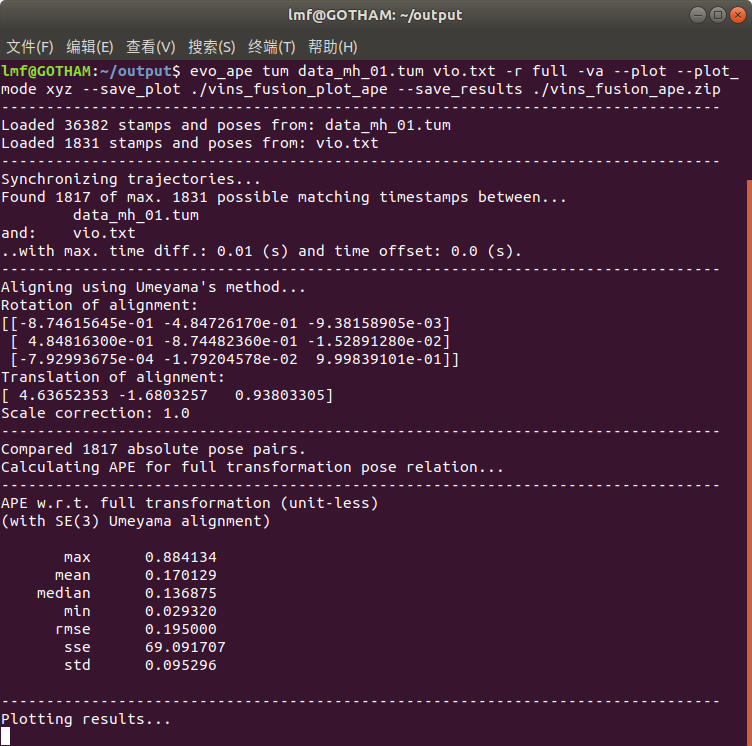 lmf@GOTHAM: ~/output
文件(F) 编辑(E) 查看(V) 搜索(S) 终端(T) 帮助(H)
lmf@GOTHAM:~/output$ evo_ape tum data_mh_01.tum vio.txt -r full -va --plot --plot_
mode xyz --save_plot ./vins_fusion_plot_ape --save_results ./vins_fusion_ape.zip
--------------------------------------------------------------------------------
Loaded 36382 stamps and poses from: data_mh_01.tum
Loaded 1831 stamps and poses from: vio.txt
--------------------------------------------------------------------------------
Synchronizing trajectories...
Found 1817 of max. 1831 possible matching timestamps between...
        data_mh_01.tum
and:    vio.txt
..with max. time diff.: 0.01 (s) and time offset: 0.0 (s).
--------------------------------------------------------------------------------
Aligning using Umeyama's method...
Rotation of alignment:
[[-8.74615645e-01 -4.84726170e-01 -9.38158905e-03]
 [ 4.84816300e-01 -8.74482360e-01 -1.52891280e-02]
 [-7.92993675e-04 -1.79204578e-02  9.99839101e-01]]
Translation of alignment:
[ 4.63652353 -1.6803257   0.93803305]
Scale correction: 1.0
--------------------------------------------------------------------------------
Compared 1817 absolute pose pairs.
Calculating APE for full transformation pose relation...
--------------------------------------------------------------------------------
APE w.r.t. full transformation (unit-less)
(with SE(3) Umeyama alignment)
       max      0.884134
      mean      0.170129
    median      0.136875
       min      0.029320
      rmse      0.195000
       sse      69.091707
       std      0.095296
--------------------------------------------------------------------------------
Plotting results...